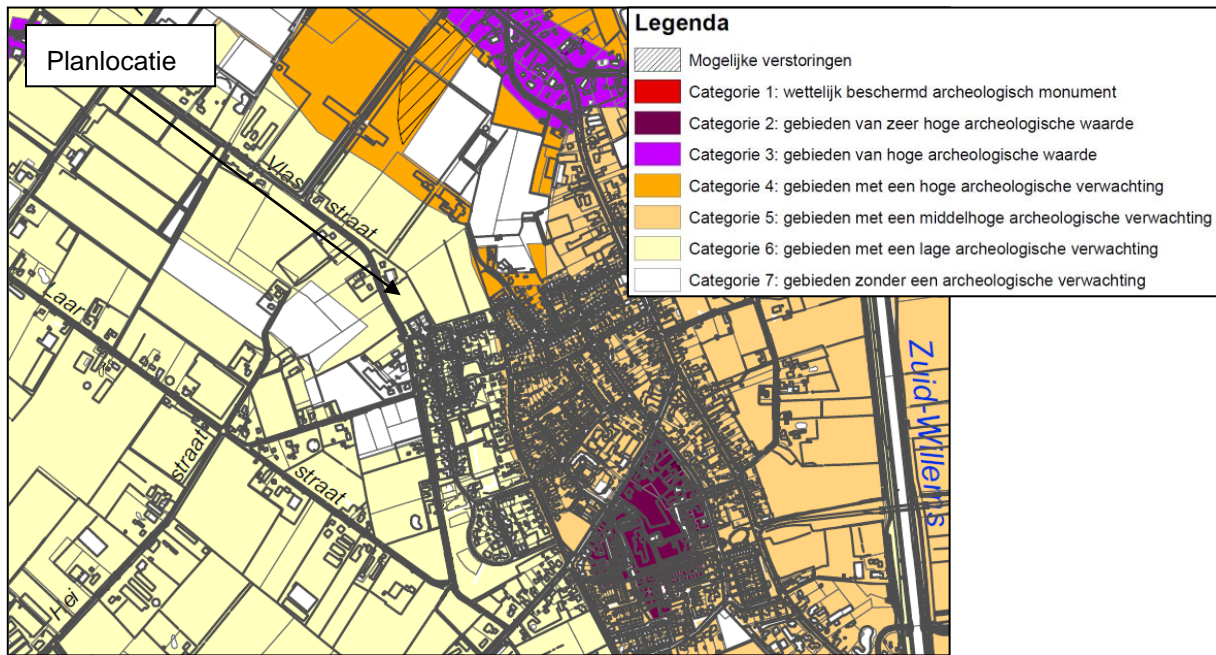 Planlocatie
Legenda
Mogelijke verstoringen
Categorie 1: wettelijk beschermd archeologisch monument
Categorie 2: gebieden van zeer hoge archeologische waarde
Categorie 3: gebieden van hoge archeologische waarde
Categorie 4: gebieden met een hoge archeologische verwachting
Categorie 5: gebieden met een middelhoge archeologische verwachting
Categorie 6: gebieden met een lage archeologische verwachting
Categorie 7: gebieden zonder een archeologische verwachting
Vlas
straat
Laar
straat
straat
Hei
Zuid-Willems